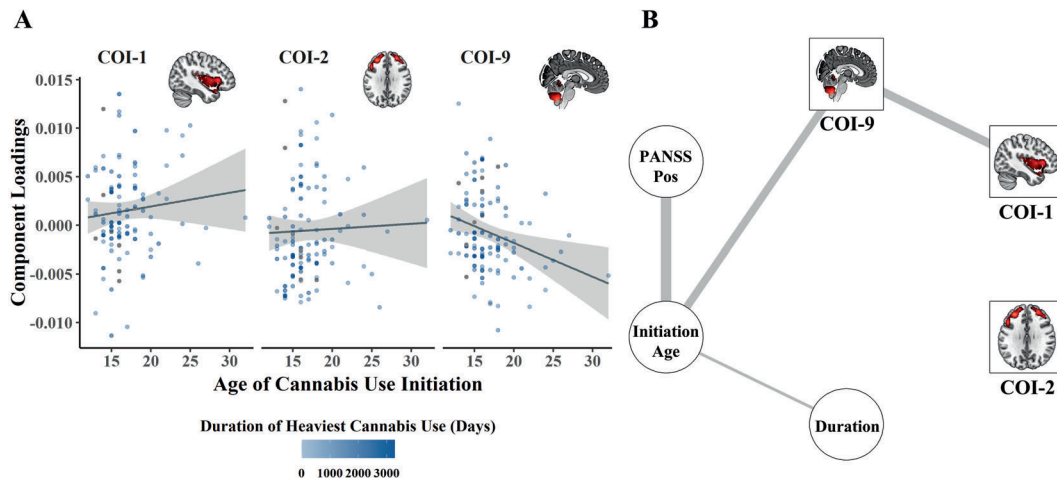 A
COI-1
COI-2
COI-9
0.015
0.010
0.005
0.000
-0.005
-0.010
Component Loadings
15 20 25 30
15 20 25 30
15 20 25 30
Age of Cannabis Use Initiation
Duration of Heaviest Cannabis Use (Days)
0 1000 2000 3000
B
COI-9
PANSS
Pos
COI-1
Initiation
Age
COI-2
Duration